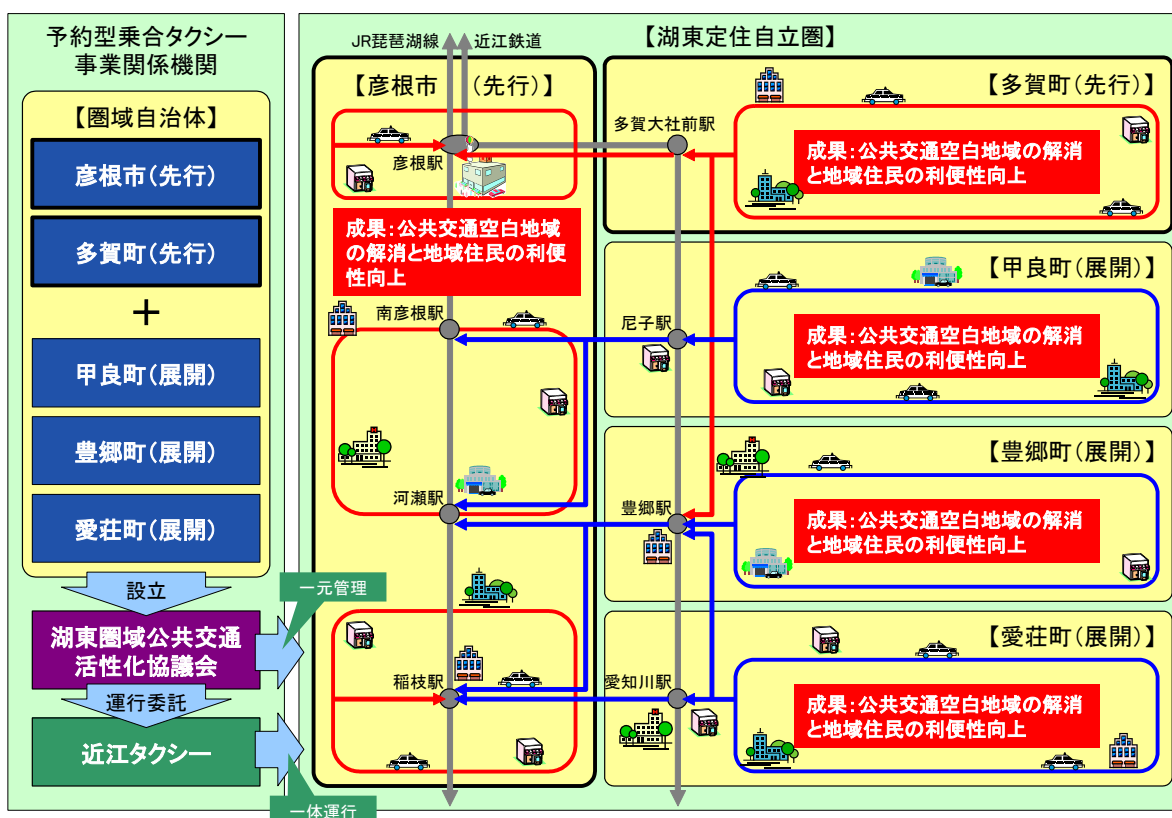 予約型乗合タクシー
事業関係機関
【圏域自治体】
彦根市(先行)
多賀町(先行)
＋
甲良町(展開)
豊郷町(展開)
愛荘町(展開)
設立
湖東圏域公共交通
活性化協議会
運行委託
近江タクシー
一元管理
一体運行
JR琵琶湖線
近江鉄道
【湖東定住自立圏】
【彦根市 (先行)】
彦根駅
成果：公共交通空白地域
の解消と地域住民の利便
性向上
南彦根駅
河瀬駅
稲枝駅
多賀大社前駅
【多賀町(先行)】
成果：公共交通空白地域の解消
と地域住民の利便性向上
尼子駅
【甲良町(展開)】
成果：公共交通空白地域の解消
と地域住民の利便性向上
豊郷駅
【豊郷町(展開)】
成果：公共交通空白地域の解消
と地域住民の利便性向上
愛知川駅
【愛荘町(展開)】
成果：公共交通空白地域の解消
と地域住民の利便性向上